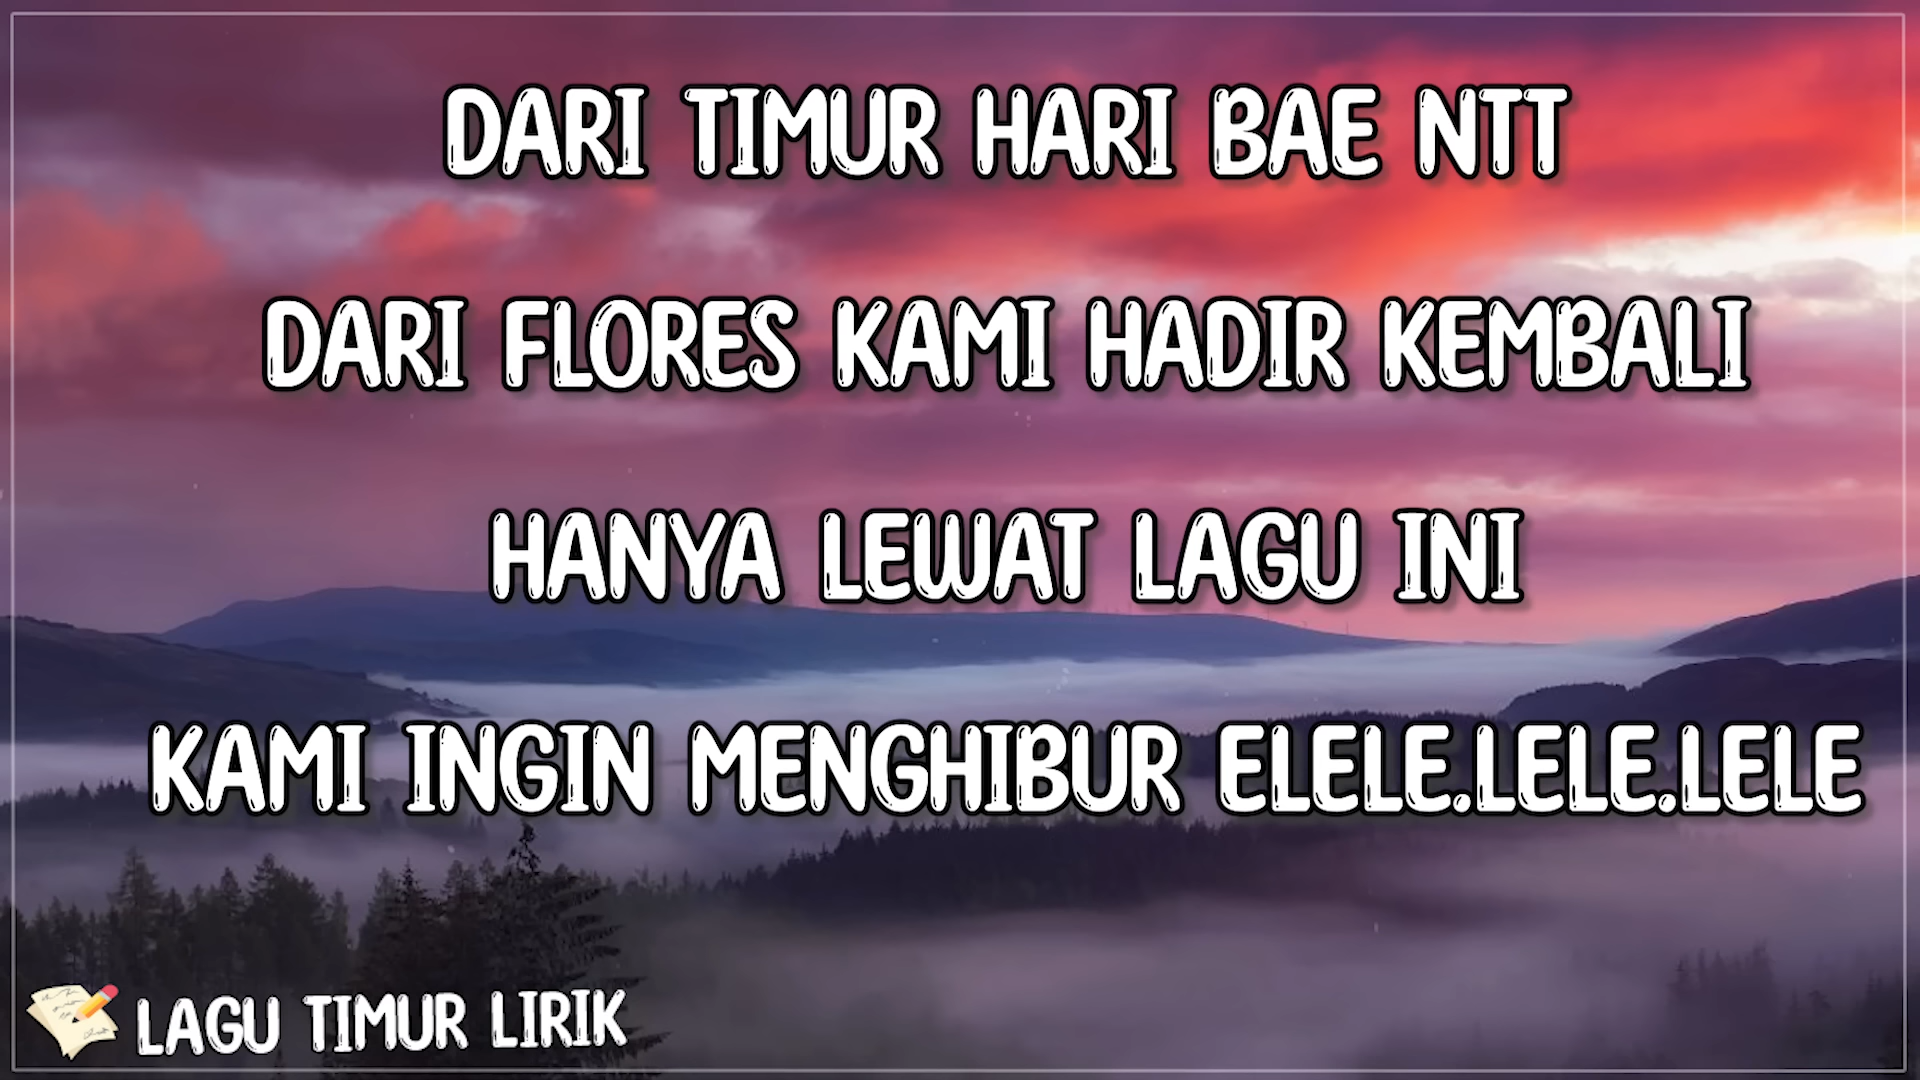 DARI TIMUR HARI BAE NTT
DARI FLORES KAMI HADIR KEMBALI
HANYA LEWAT LAGU INI
KAMI INGIN MENGHIBUR ELELE.LELE.LELE
LAGU TIMUR LIRIK